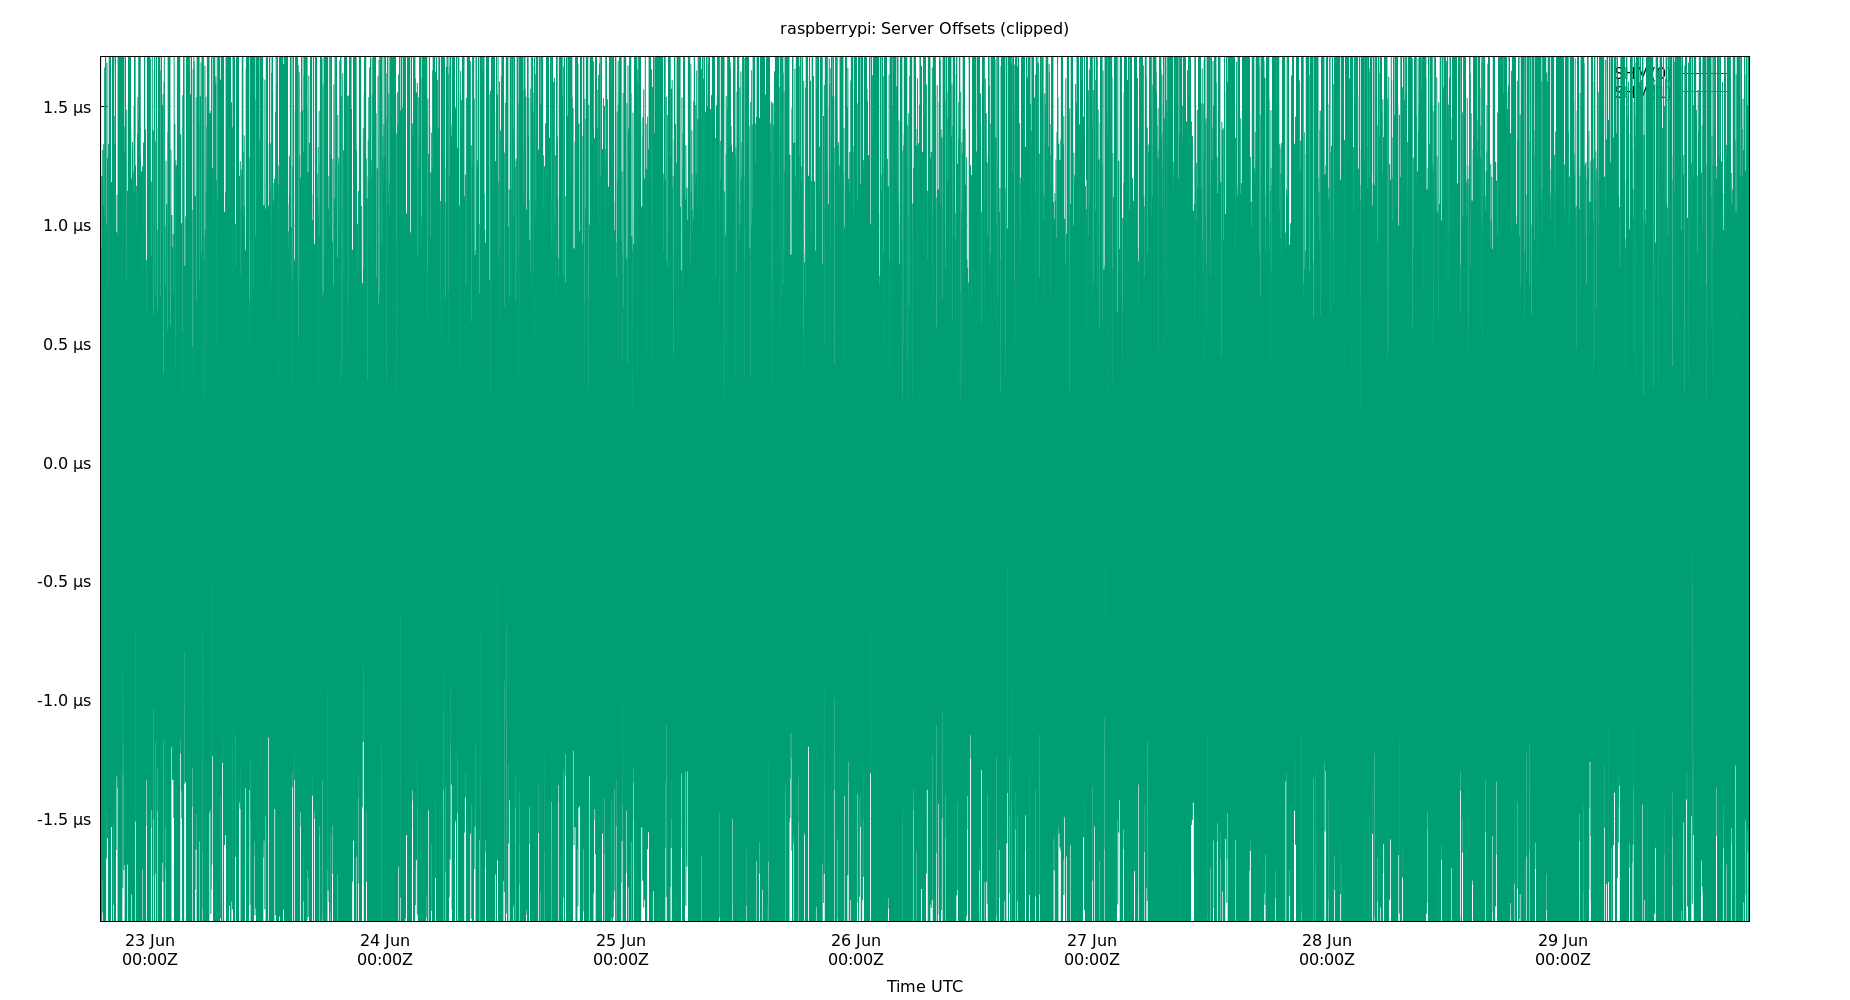 raspberrypi: Server Offsets (clipped)
1.5 µs
1.0 µs
0.5 µs
0.0 µs
-0.5 µs
-1.0 µs
-1.5 µs
23 Jun
00:00Z
24 Jun
00:00Z
25 Jun
00:00Z
26 Jun
00:00Z
27 Jun
00:00Z
28 Jun
00:00Z
29 Jun
00:00Z
Time UTC